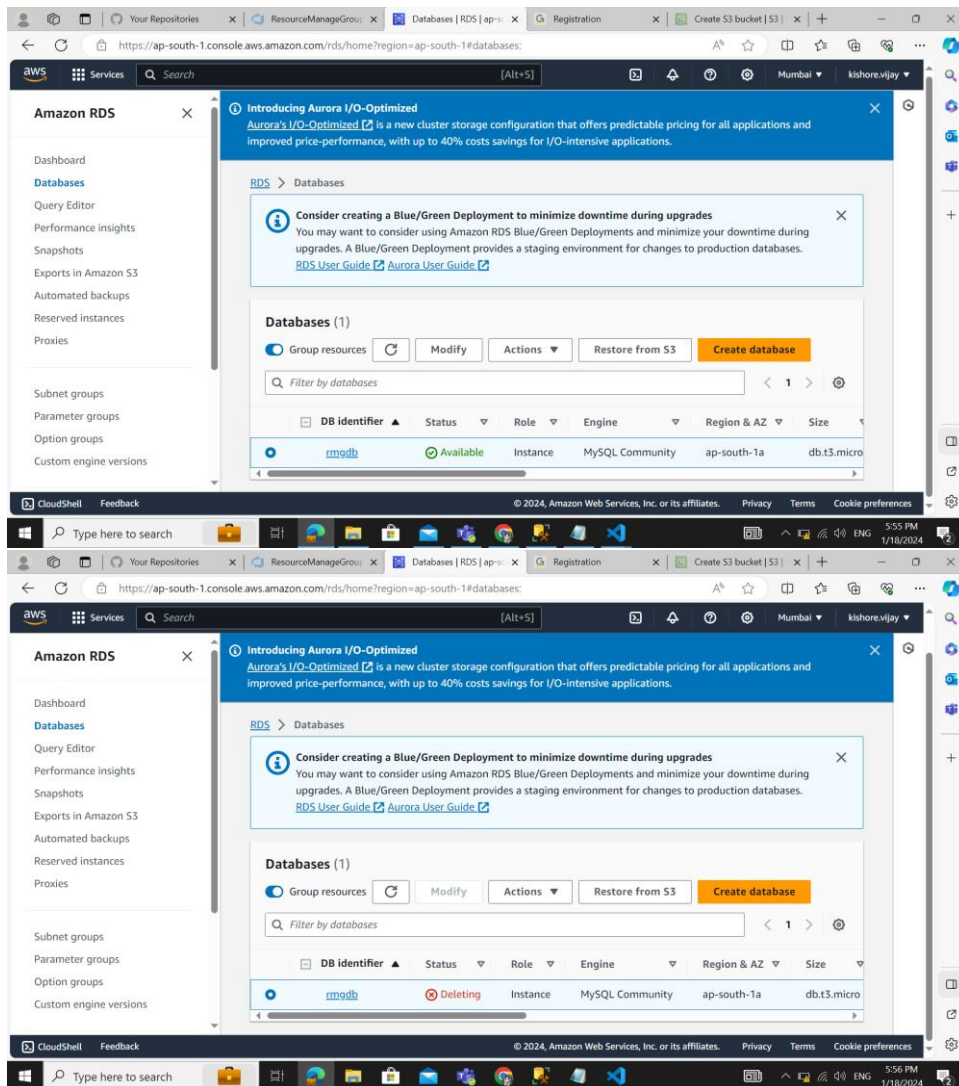 Your Repositories ResourceManageGroup Databases | RDS | ap-s Registration Create S3 bucket | S3 |
https://ap-south-1.console.aws.amazon.com/rds/home?region=ap-south-1#databases:
aws Services Search [Alt+S] Mumbai ▼ kishore.vijay ▼
Amazon RDS
Dashboard
Databases
Query Editor
Performance insights
Snapshots
Exports in Amazon S3
Automated backups
Reserved instances
Proxies
Subnet groups
Parameter groups
Option groups
Custom engine versions
Introducing Aurora I/O-Optimized
Aurora's I/O-Optimized is a new cluster storage configuration that offers predictable pricing for all applications and
improved price-performance, with up to 40% costs savings for I/O-intensive applications.
RDS > Databases
Consider creating a Blue/Green Deployment to minimize downtime during upgrades
You may want to consider using Amazon RDS Blue/Green Deployments and minimize your downtime during
upgrades. A Blue/Green Deployment provides a staging environment for changes to production databases.
RDS User Guide Aurora User Guide
Databases (1)
Group resources Modify Actions ▼ Restore from S3 Create database
Filter by databases < 1 >
DB identifier Status Role Engine Region & AZ Size
rmgdb Available Instance MySQL Community ap-south-1a db.t3.micro
CloudShell Feedback © 2024, Amazon Web Services, Inc. or its affiliates. Privacy Terms Cookie preferences
Type here to search ENG 5:55 PM
1/18/2024
2
Your Repositories ResourceManageGroup Databases | RDS | ap-s Registration Create S3 bucket | S3 |
https://ap-south-1.console.aws.amazon.com/rds/home?region=ap-south-1#databases:
aws Services Search [Alt+S] Mumbai ▼ kishore.vijay ▼
Amazon RDS
Dashboard
Databases
Query Editor
Performance insights
Snapshots
Exports in Amazon S3
Automated backups
Reserved instances
Proxies
Subnet groups
Parameter groups
Option groups
Custom engine versions
Introducing Aurora I/O-Optimized
Aurora's I/O-Optimized is a new cluster storage configuration that offers predictable pricing for all applications and
improved price-performance, with up to 40% costs savings for I/O-intensive applications.
RDS > Databases
Consider creating a Blue/Green Deployment to minimize downtime during upgrades
You may want to consider using Amazon RDS Blue/Green Deployments and minimize your downtime during
upgrades. A Blue/Green Deployment provides a staging environment for changes to production databases.
RDS User Guide Aurora User Guide
Databases (1)
Group resources Modify Actions ▼ Restore from S3 Create database
Filter by databases < 1 >
DB identifier Status Role Engine Region & AZ Size
rmgdb Deleting Instance MySQL Community ap-south-1a db.t3.micro
CloudShell Feedback © 2024, Amazon Web Services, Inc. or its affiliates. Privacy Terms Cookie preferences
Type here to search ENG 5:56 PM
1/18/2024
2